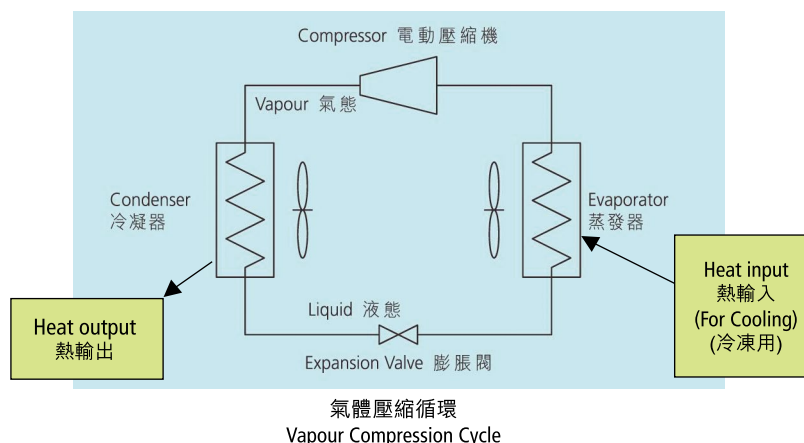 Compressor 電動壓縮機
Vapour 氣態
Condenser
冷凝器
Evaporator
蒸發器
Heat input
熱輸入
(For Cooling)
(冷凍用)
Heat output
熱輸出
Liquid 液態
Expansion Valve 膨脹閥
氣體壓縮循環
Vapour Compression Cycle